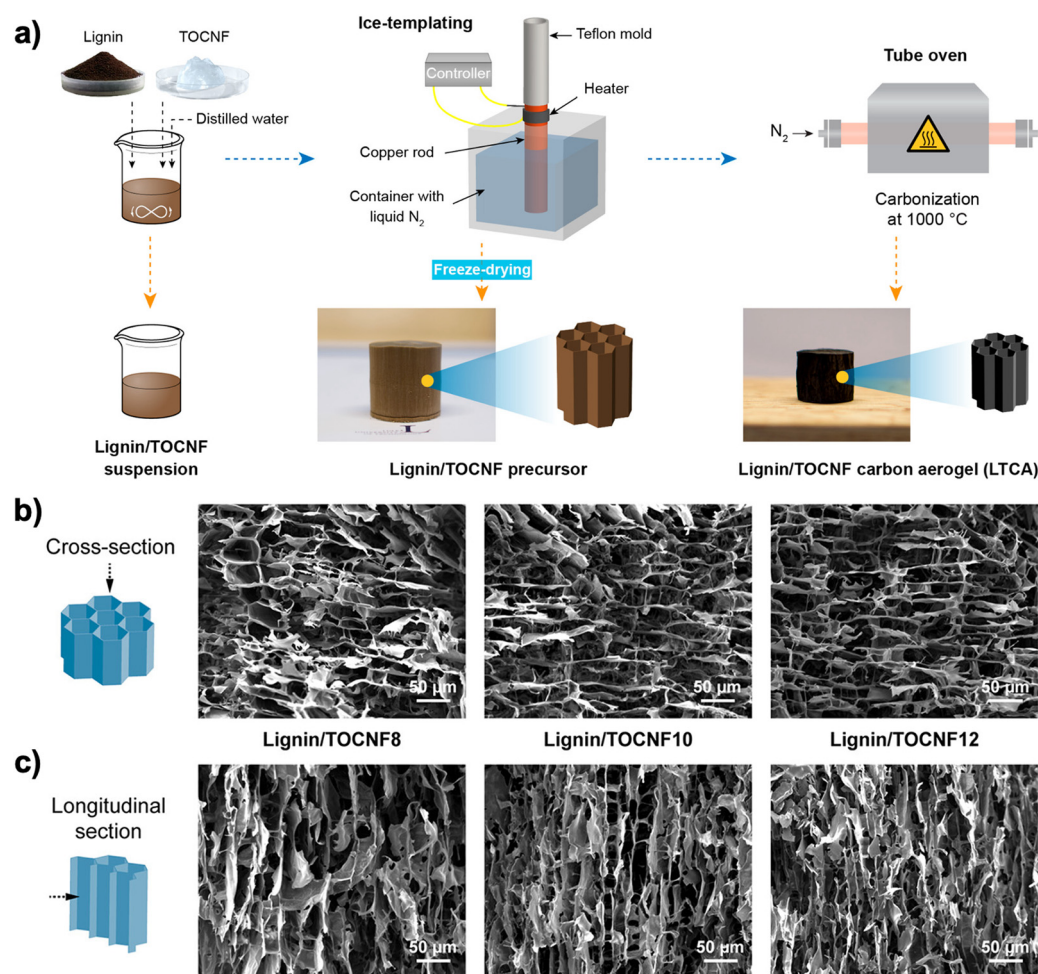 a)
Lignin
TOCNF
Distilled water
Lignin/TOCNF
suspension
Ice-templating
Controller
Teflon mold
Heater
Copper rod
Container with
liquid N₂
Freeze-drying
Lignin/TOCNF precursor
Tube oven
N₂
Carbonization
at 1000 °C
Lignin/TOCNF carbon aerogel (LTCA)
b)
Cross-section
50 µm
50 µm
50 µm
Lignin/TOCNF8
Lignin/TOCNF10
Lignin/TOCNF12
c)
Longitudinal
section
50 µm
50 µm
50 µm